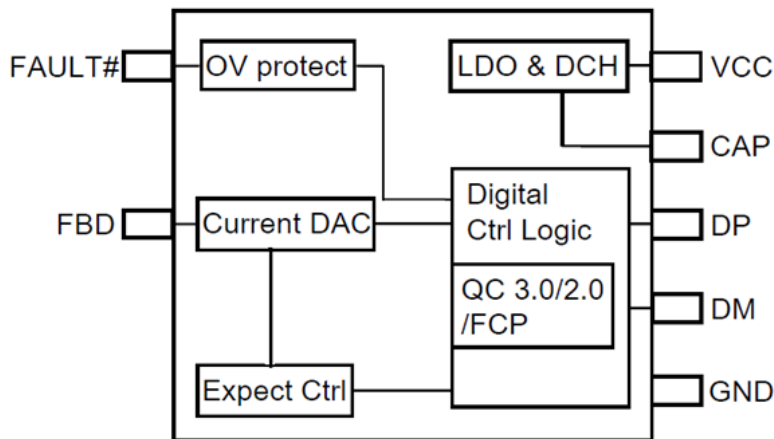 FAULT#
OV protect
LDO & DCH
VCC
CAP
FBD
Current DAC
Digital
Ctrl Logic
DP
QC 3.0/2.0
/FCP
DM
Expect Ctrl
GND